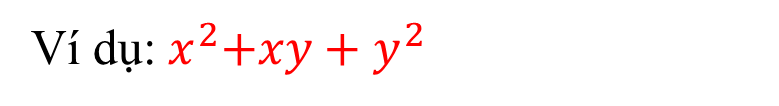 Ví dụ: x²+xy + y²